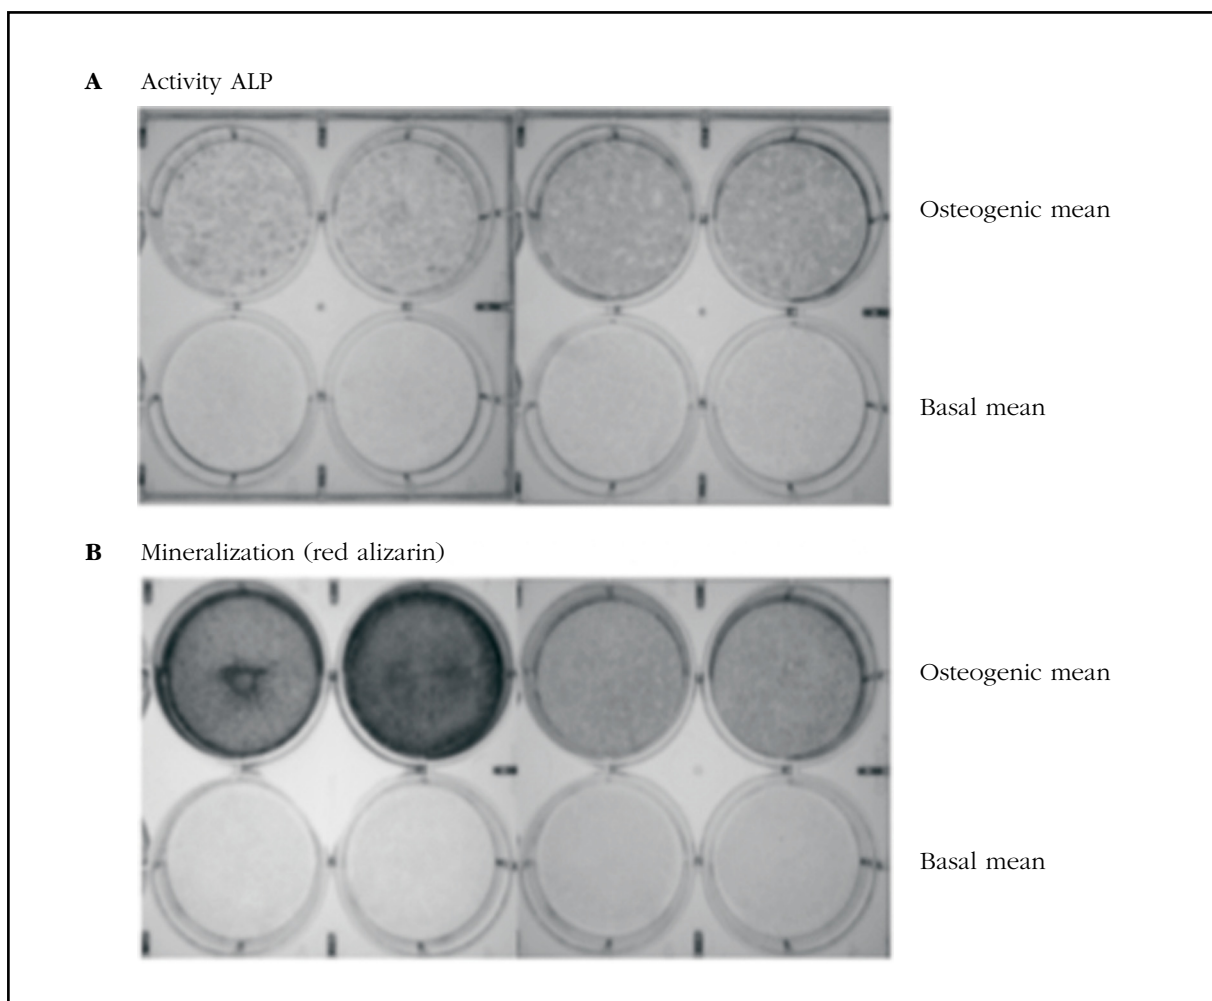 A Activity ALP
Osteogenic mean
Basal mean
B Mineralization (red alizarin)
Osteogenic mean
Basal mean